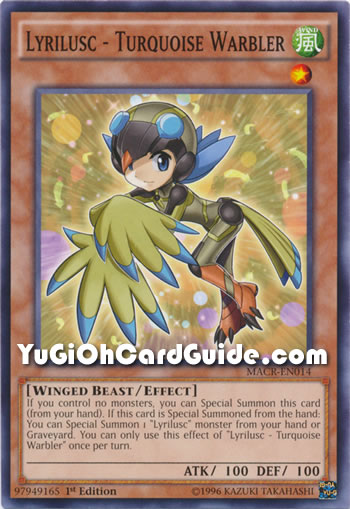 LYRILUSC - TURQUOISE WARBLER
WIND
風
YuGiOhCardGuide.com
MACR-EN014
[WINGED BEAST/EFFECT]
If you control no monsters, you can Special Summon this card
(from your hand). If this card is Special Summoned from the hand:
You can Special Summon 1 "Lyrilusc" monster from your hand or
Graveyard. You can only use this effect of "Lyrilusc - Turquoise
Warbler" once per turn.
ATK/ 100 DEF/ 100
97949165 1st Edition ©1996 KAZUKI TAKAHASHI